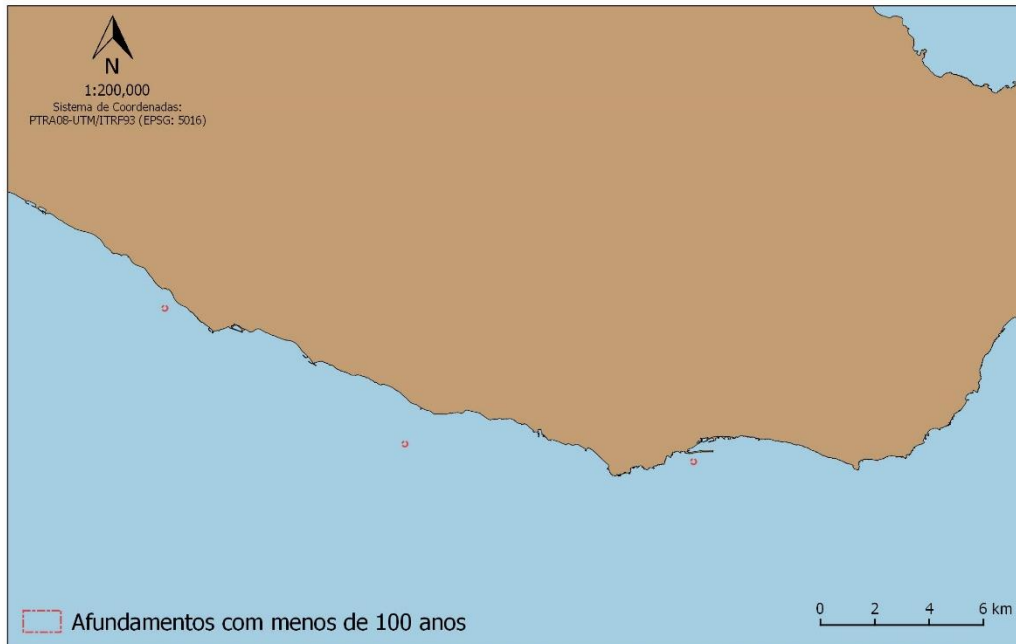 N
1:200,000
Sistema de Coordenadas:
PTRA08-UTM/ITRF93 (EPSG: 5016)
Afundamentos com menos de 100 anos
0 2 4 6 km